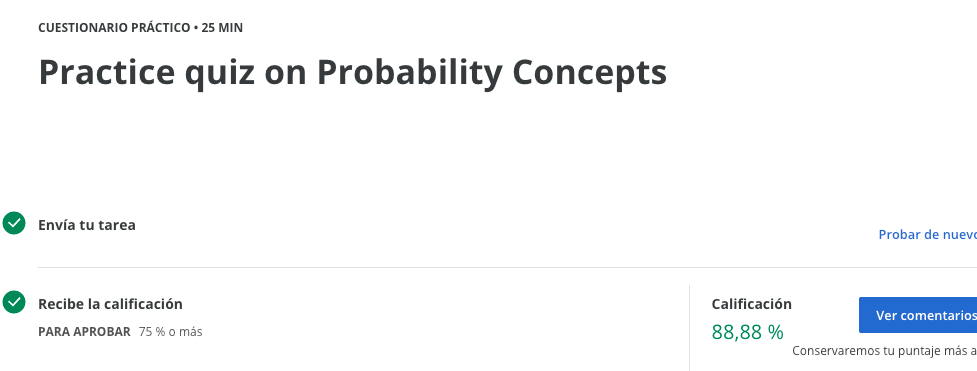 CUESTIONARIO PRÁCTICO • 25 MIN
Practice quiz on Probability Concepts
Envía tu tarea
Probar de nuevo
Recibe la calificación
PARA APROBAR 75 % o más
Calificación
88,88 %
Ver comentarios
Conservaremos tu puntaje más a